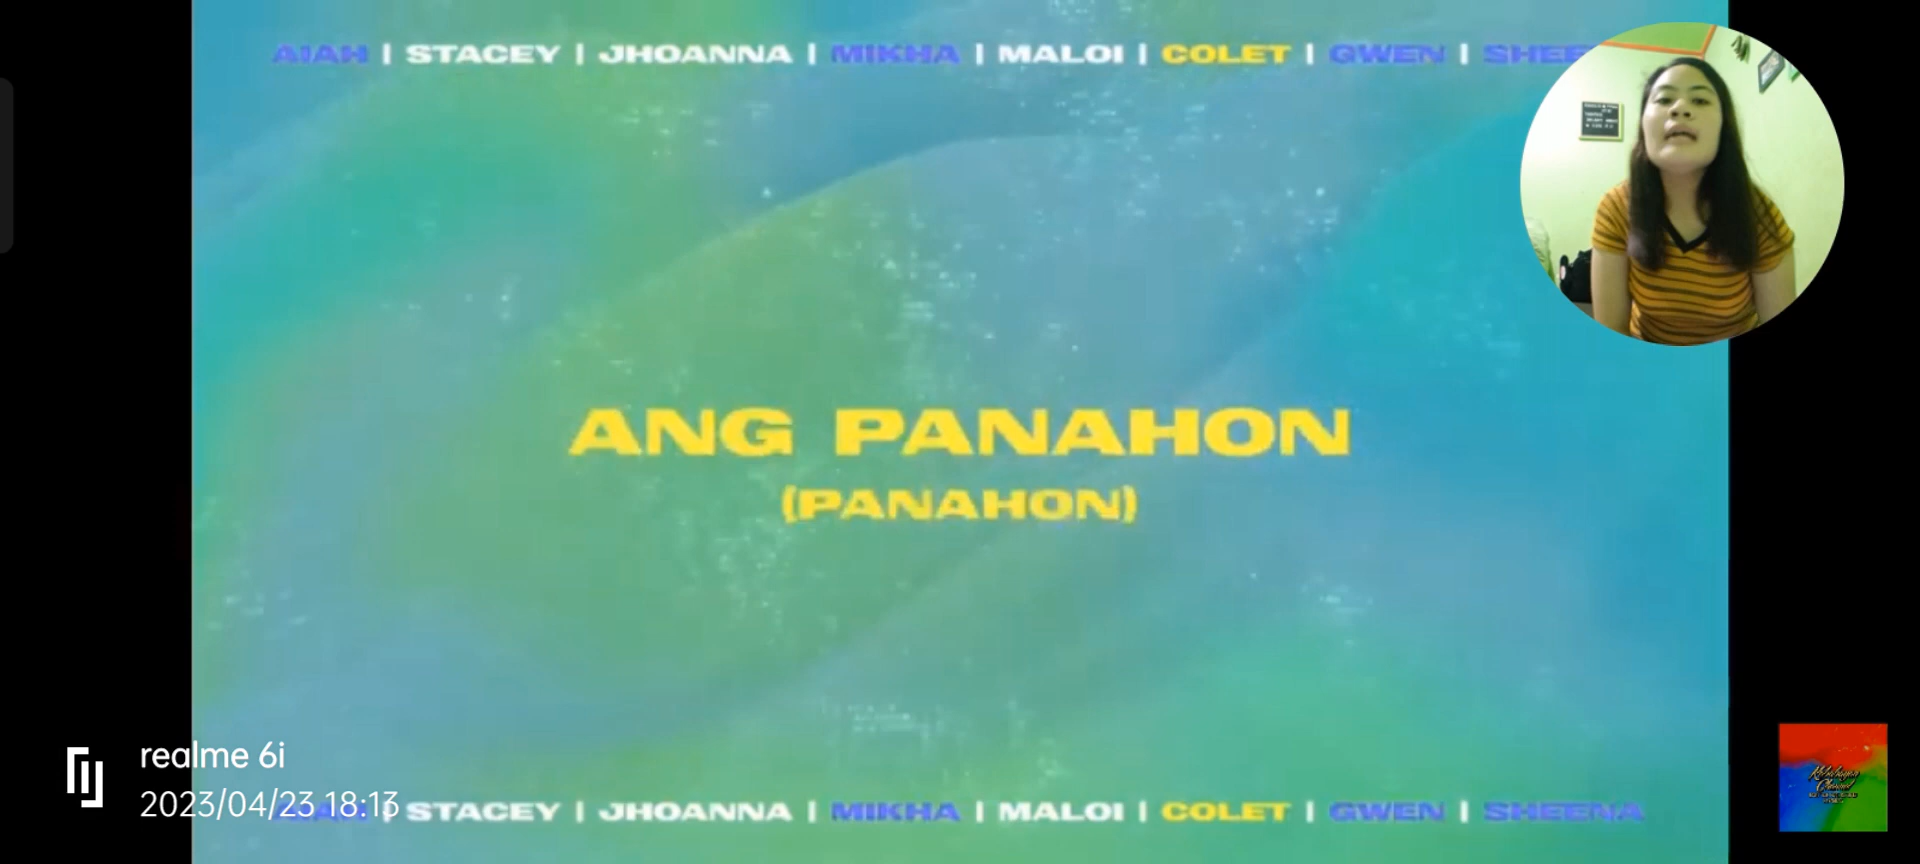 AIAH | STACEY | JHOANNA | MIKHA | MALOI | COLET | GWEN | SHEE
ANG PANAHON
(PANAHON)
realme 6i
2023/04/23 18:13
STACEY | JHOANNA | MIKHA | MALOI | COLET | GWEN | SHEENA